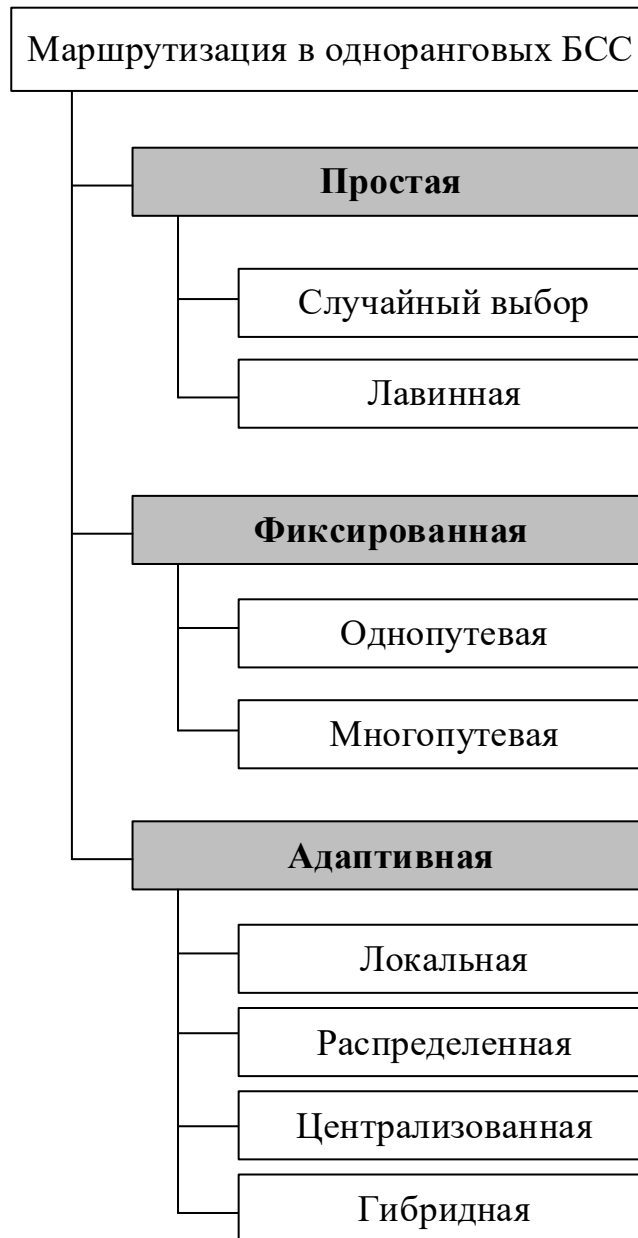 Маршрутизация в одноранговых БСС
Простая
Случайный выбор
Лавинная
Фиксированная
Однопутевая
Многопутевая
Адаптивная
Локальная
Распределенная
Централизованная
Гибридная